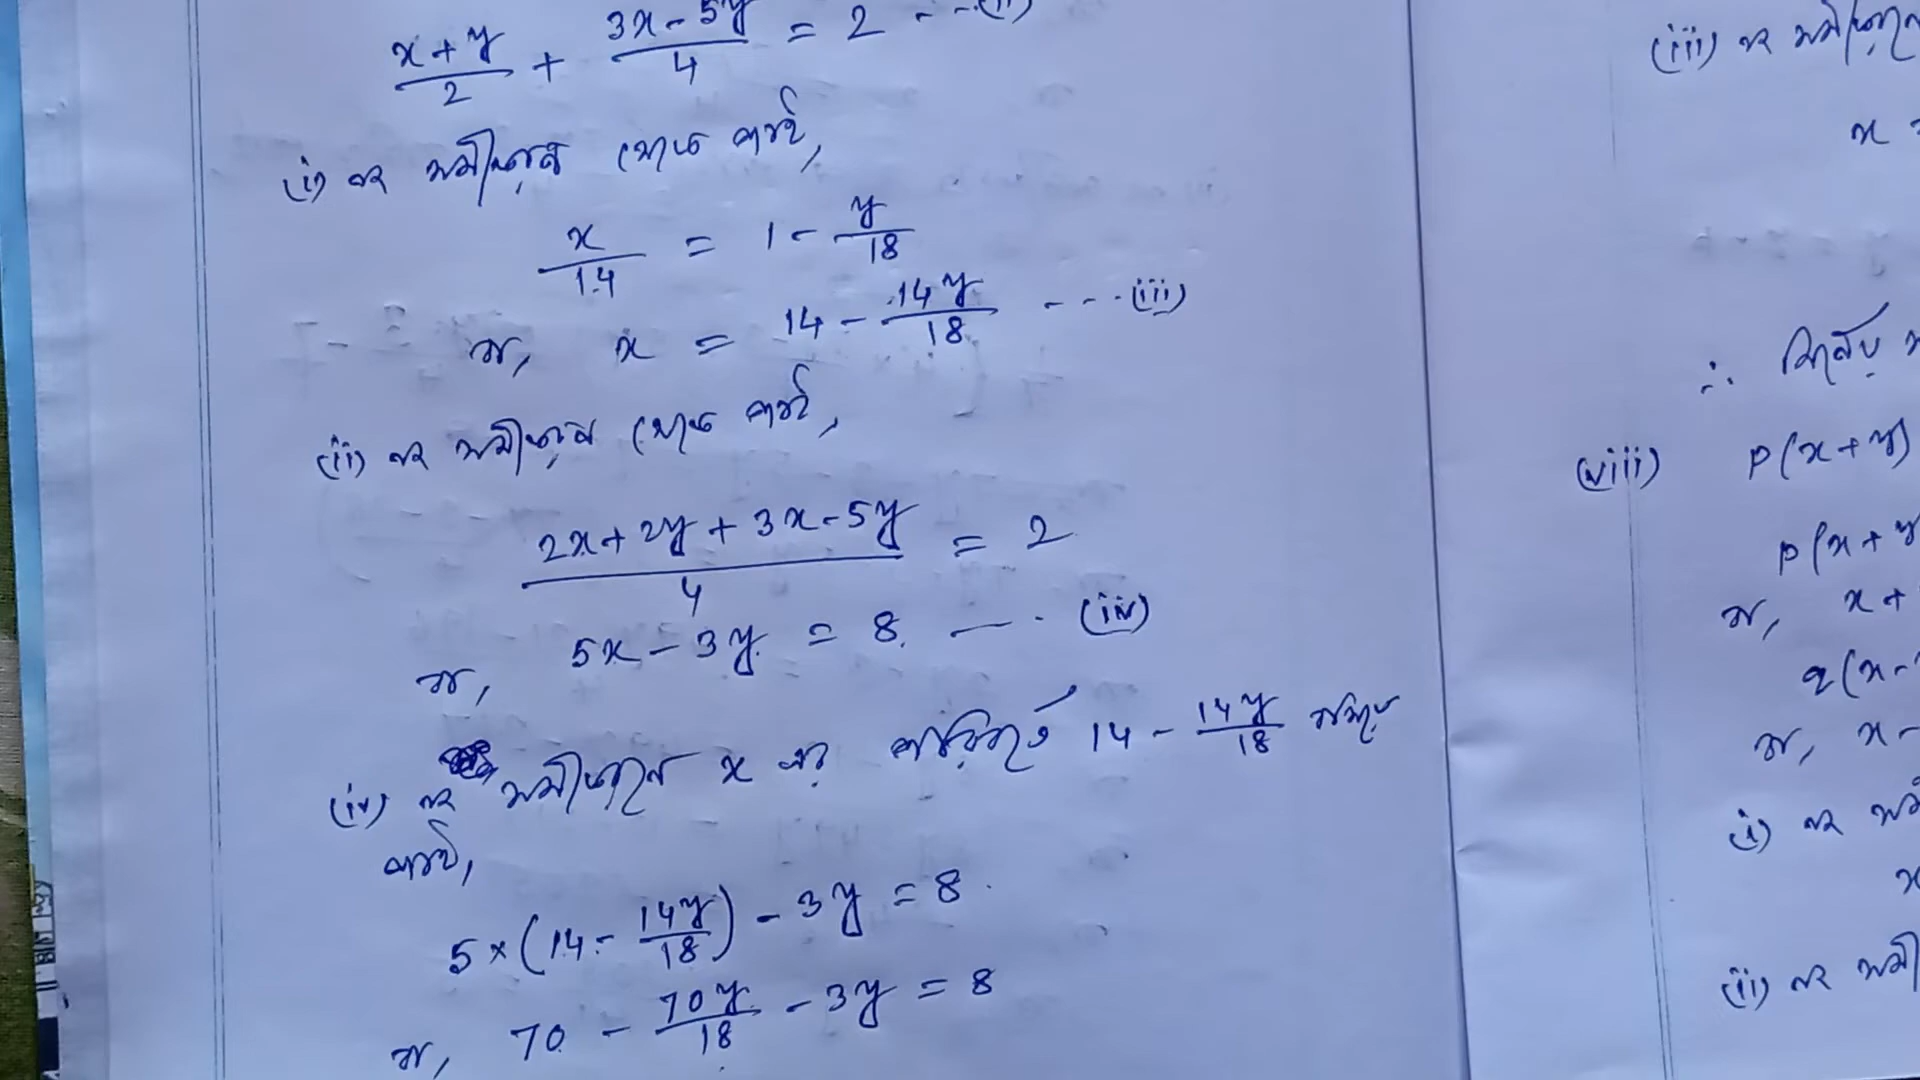 x+y/2 + 3x-5y/4 = 2 - - (ii)
(i) নং সমীকরণ থেকে পাই,
x/14 = 1 - y/18
বা, x = 14 - 14y/18 - - - (iii)
(ii) নং সমীকরণ থেকে পাই,
2x+2y+3x-5y/4 = 2
বা, 5x - 3y = 8 - - . (iv)
(iv) নং সমীকরণে x এর পরিবর্তে 14 - 14y/18 বসিয়ে
পাই,
5×(14 - 14y/18) - 3y = 8
বা, 70 - 70y/18 - 3y = 8
(iii) নং
x =
∴
(viii) p(x+y)
p(x+y
বা, x+
q(x-
বা, x-
(i) নং
x
(ii) নং